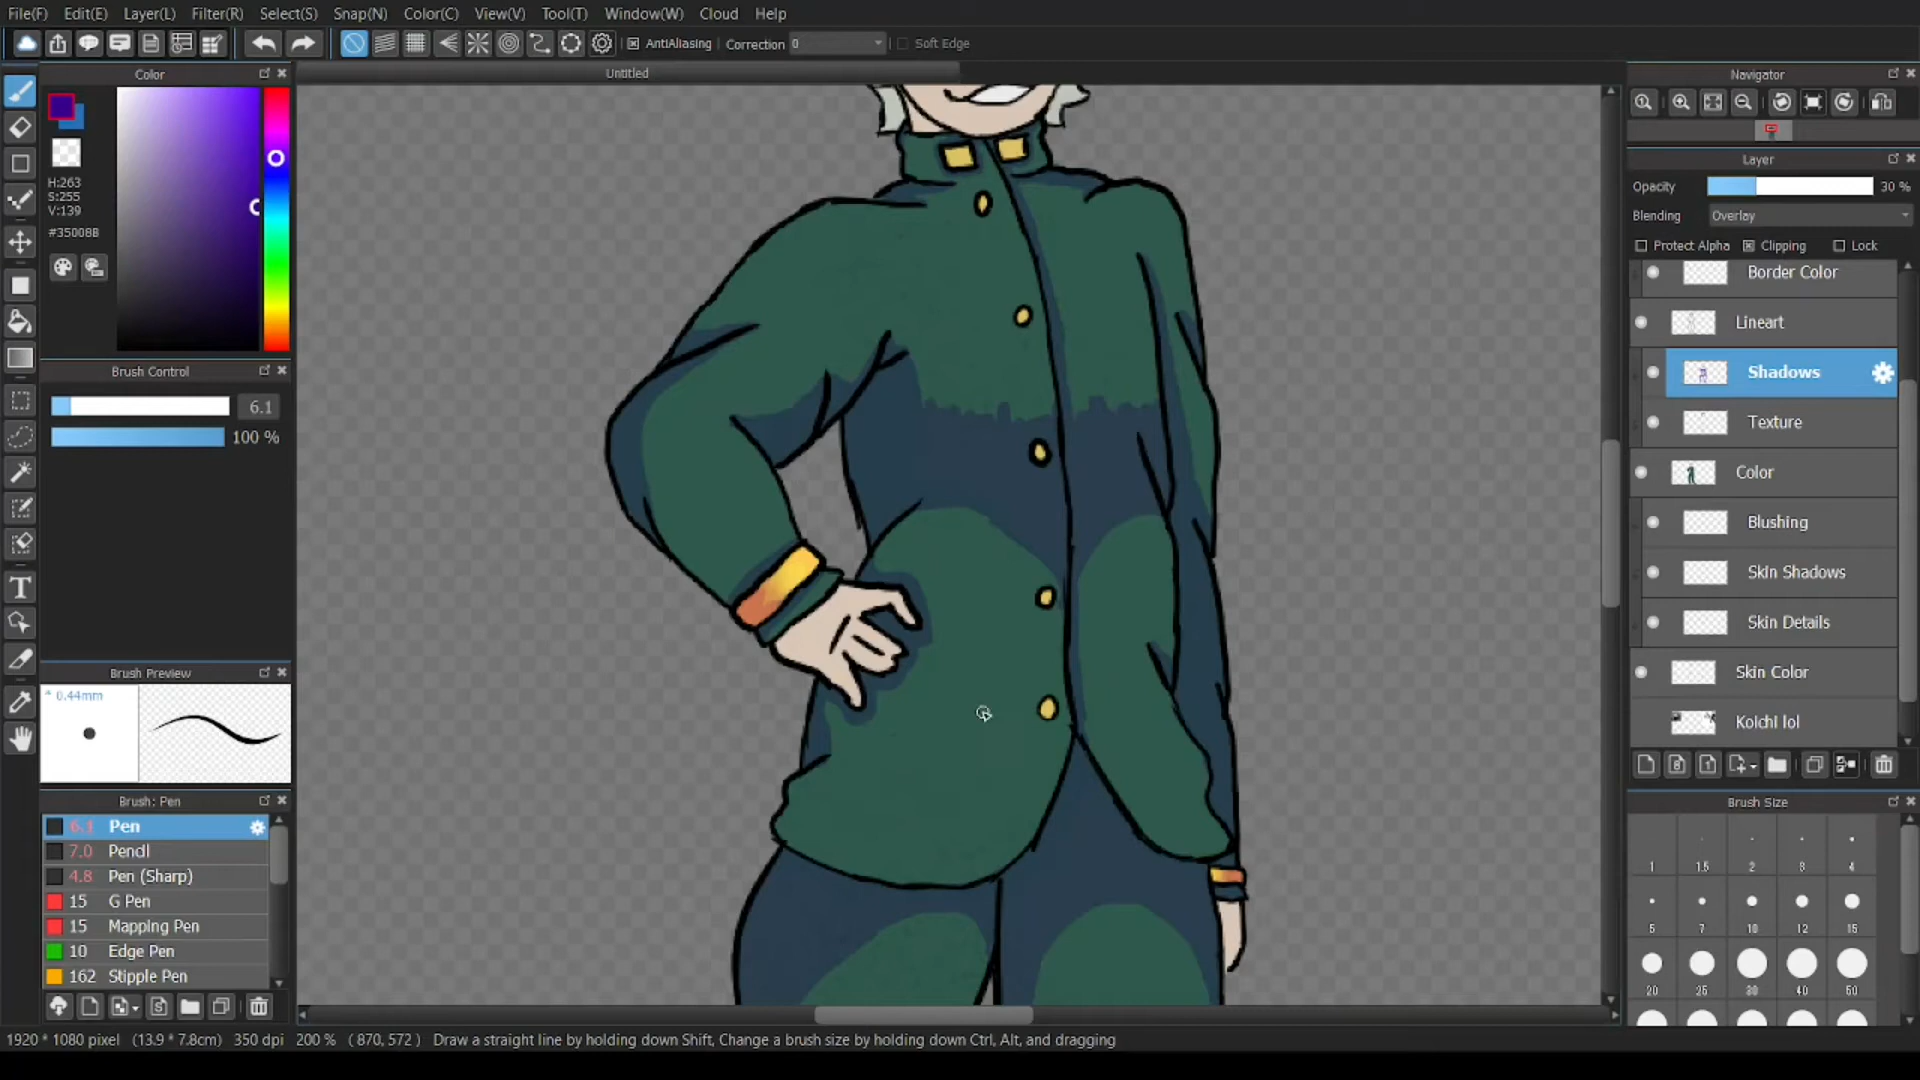 File(F) Edit(E) Layer(L) Filter(R) Select(S) Snap(N) Color(C) View(V) Tool(T) Window(W) Cloud Help
AntiAliasing Correction 0 Soft Edge
Color
Untitled
Navigator
H:263
S:255
V:139
#35008B
Layer
Opacity 30 %
Blending Overlay
Protect Alpha Clipping Lock
Border Color
Lineart
Shadows
Texture
Color
Blushing
Skin Shadows
Skin Details
Skin Color
Koichi lol
Brush Control
6.1
100 %
Brush Preview
* 0.44mm
Brush: Pen
6.1 Pen
7.0 Pencil
4.8 Pen (Sharp)
15 G Pen
15 Mapping Pen
10 Edge Pen
162 Stipple Pen
Brush Size
1 1.5 2 3 4
5 7 10 12 15
20 25 30 40 50
1920 * 1080 pixel (13.9 * 7.8cm) 350 dpi 200 % ( 870, 572 ) Draw a straight line by holding down Shift, Change a brush size by holding down Ctrl, Alt, and dragging